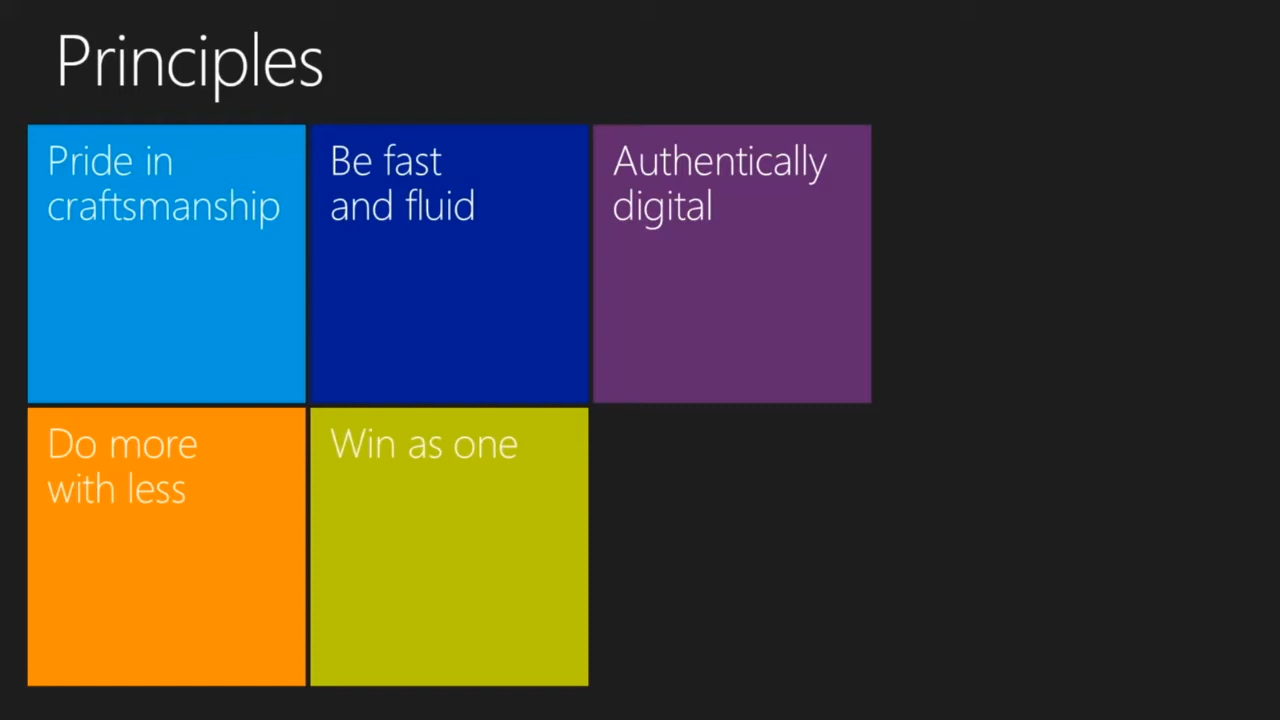 Principles
Pride in
craftsmanship
Be fast
and fluid
Authentically
digital
Do more
with less
Win as one